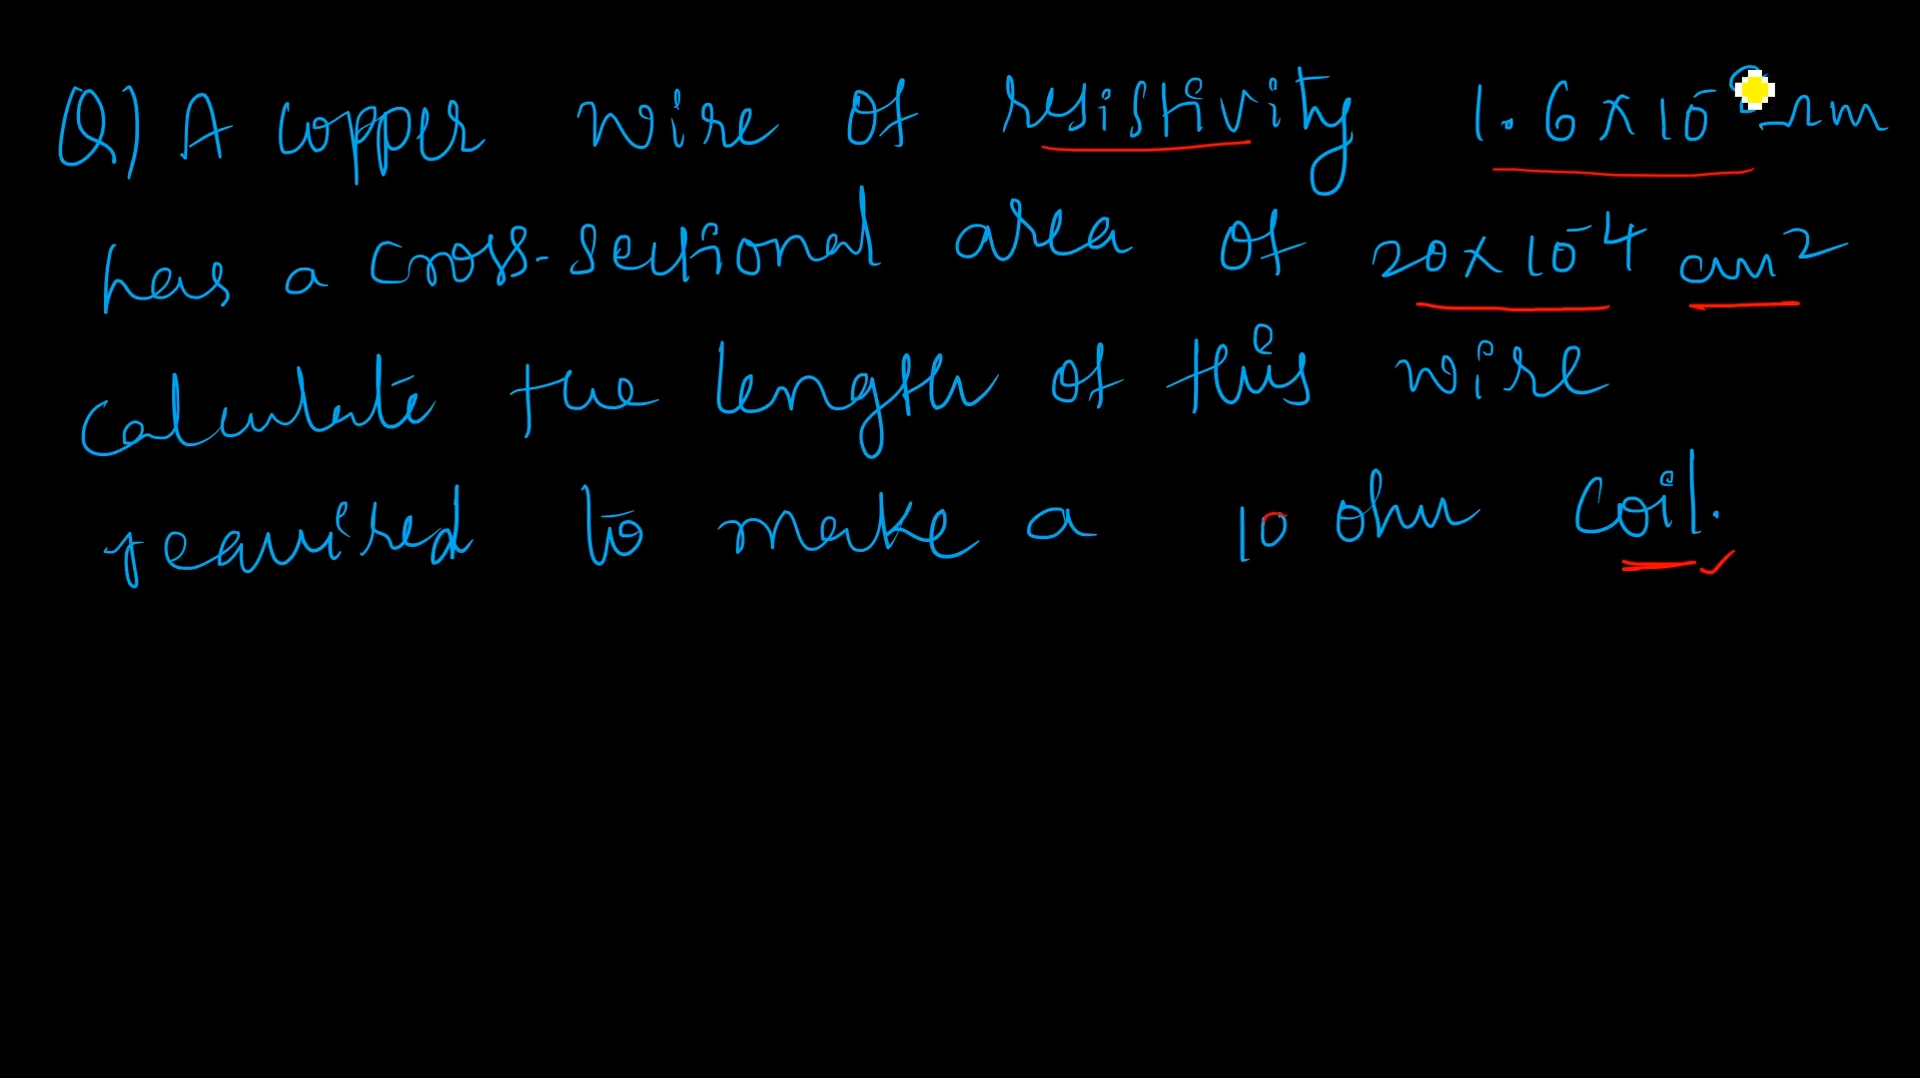 Q) A copper wire of resistivity 1.6 x 10⁻⁸ Ωm
has a cross-sectional area of 20 x 10⁻⁴ cm²
calculate the length of this wire
required to make a 10 ohm coil.